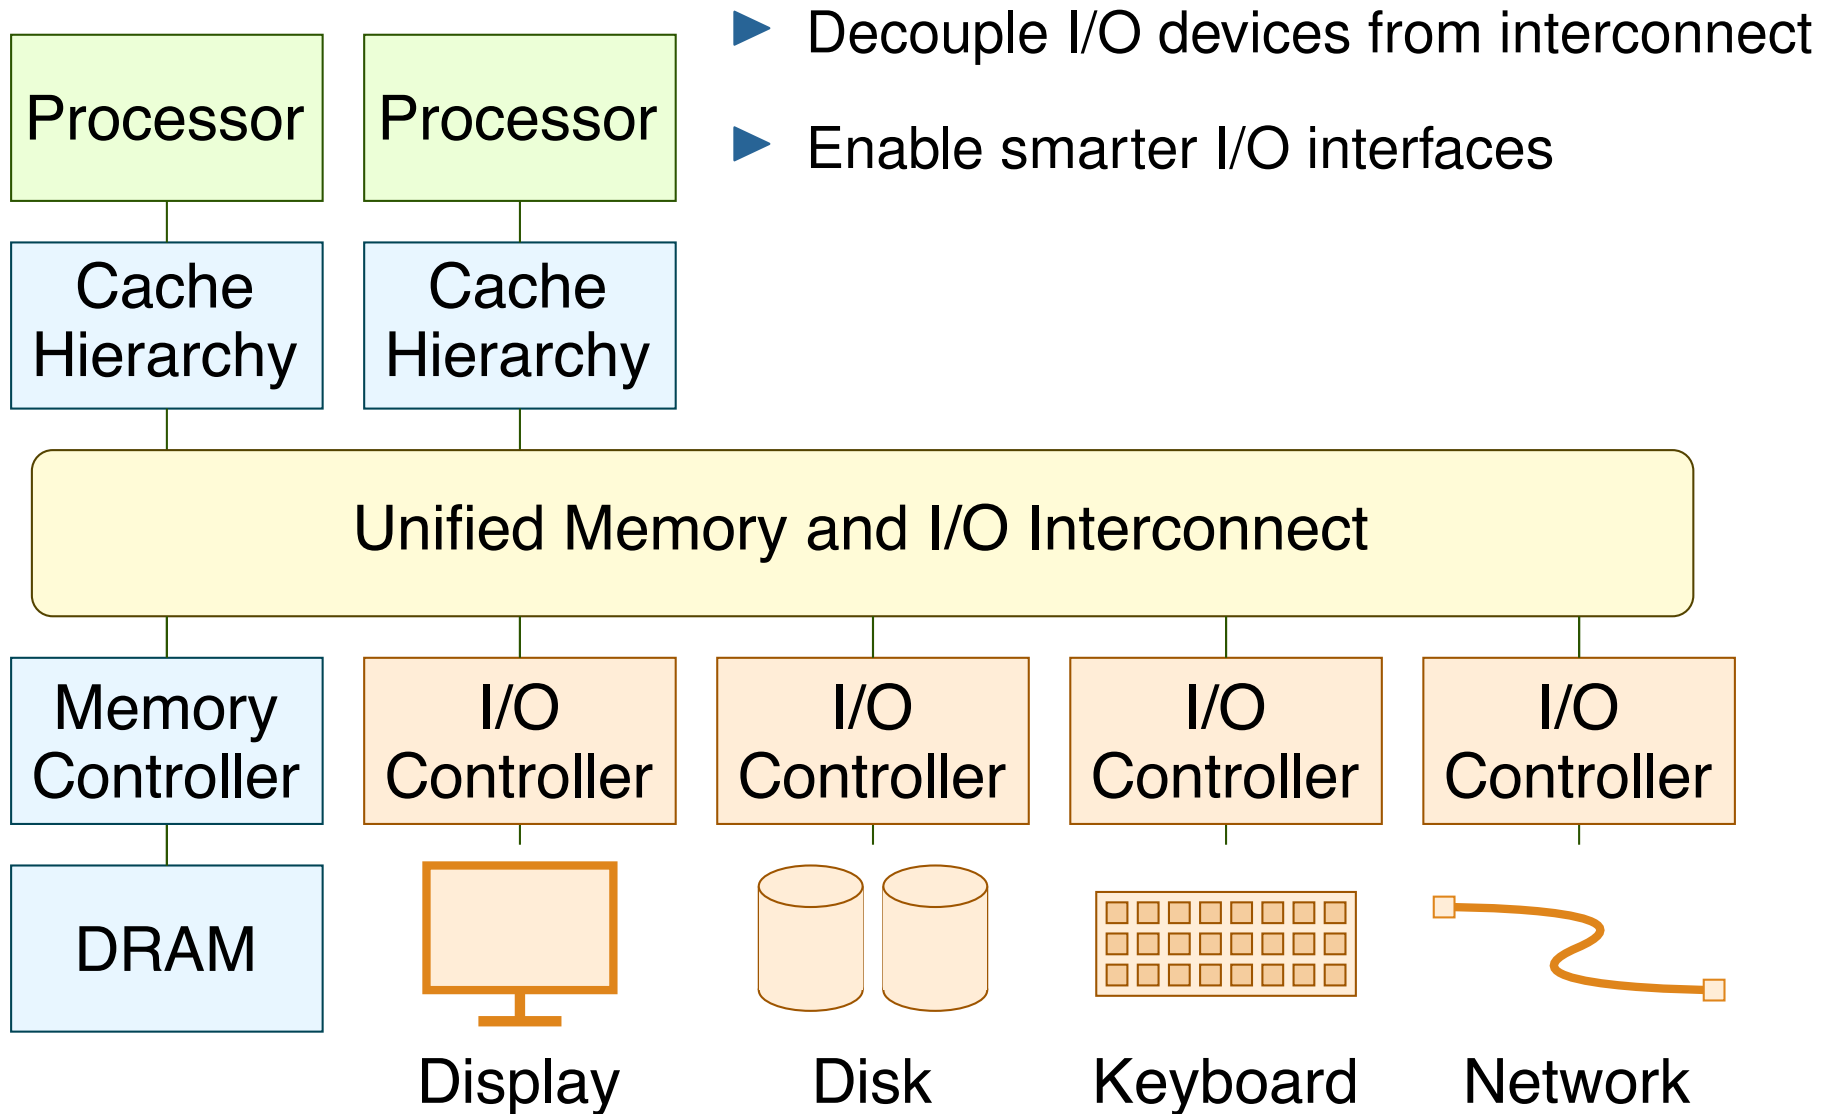 Decouple I/O devices from interconnect
Enable smarter I/O interfaces
Processor
Processor
Cache
Hierarchy
Cache
Hierarchy
Unified Memory and I/O Interconnect
Memory
Controller
I/O
Controller
I/O
Controller
I/O
Controller
I/O
Controller
DRAM
Display
Disk
Keyboard
Network